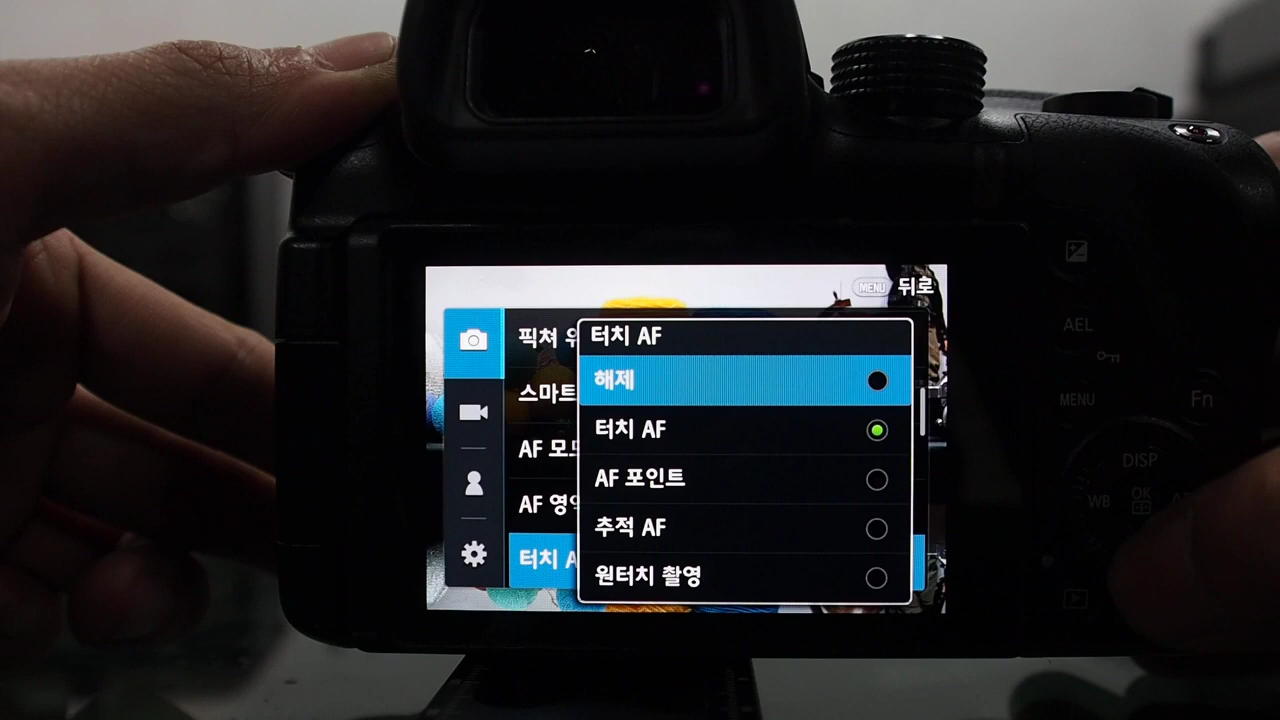 MENU 뒤로
픽쳐
스마트
AF 모드
AF 영역
터치 A
터치 AF
해제
터치 AF
AF 포인트
추적 AF
원터치 촬영
AEL
MENU
Fn
DISP
WB
OK